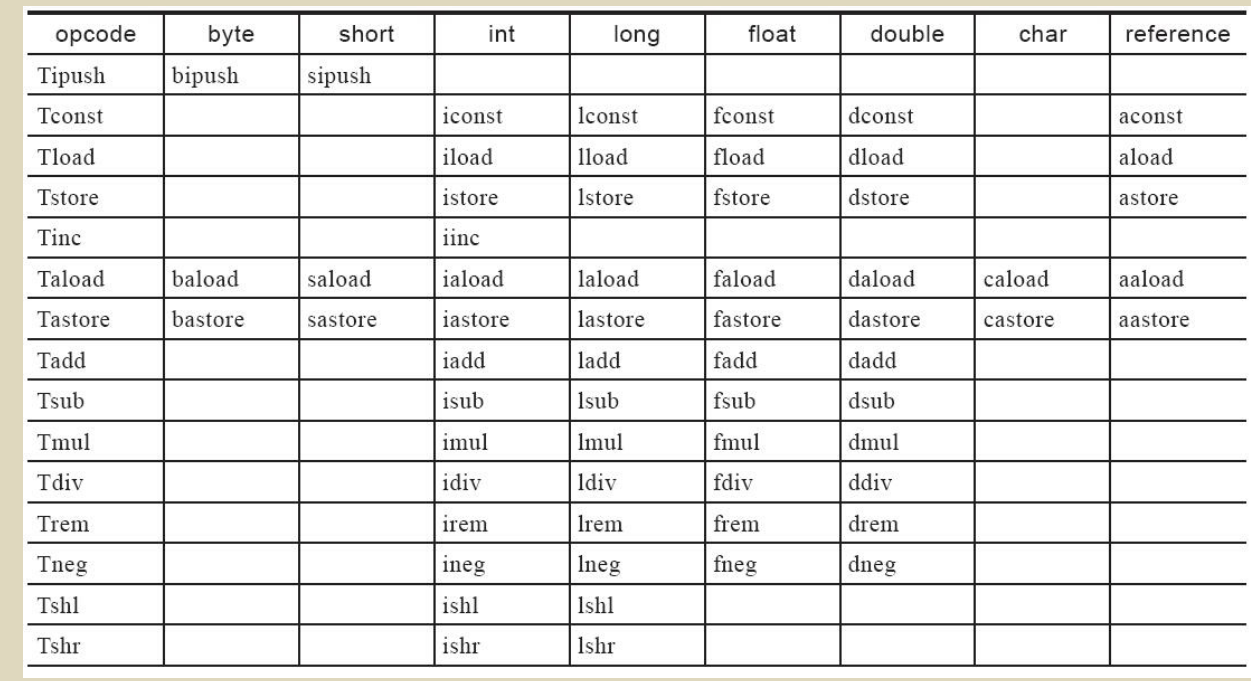 opcode byte short int long float double char reference
Tipush bipush sipush
Tconst iconst lconst fconst dconst aconst
Tload iload lload fload dload aload
Tstore istore lstore fstore dstore astore
Tinc iinc
Taload baload saload iaload laload faload daload caload aaload
Tastore bastore sastore iastore lastore fastore dastore castore aastore
Tadd iadd ladd fadd dadd
Tsub isub lsub fsub dsub
Tmul imul lmul fmul dmul
Tdiv idiv ldiv fdiv ddiv
Trem irem lrem frem drem
Tneg ineg lneg fneg dneg
Tshl ishl lshl
Tshr ishr lshr